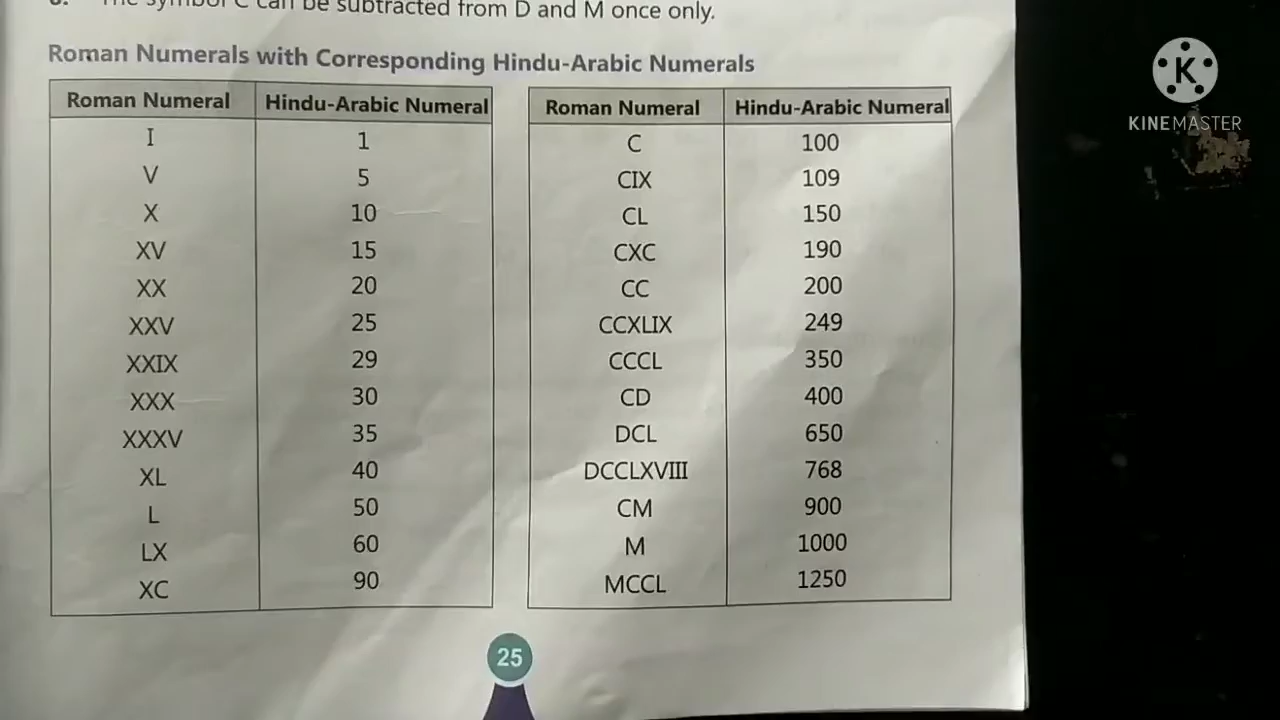 The symbol C can be subtracted from D and M once only.
Roman Numerals with Corresponding Hindu-Arabic Numerals
Roman Numeral Hindu-Arabic Numeral
I 1
V 5
X 10
XV 15
XX 20
XXV 25
XXIX 29
XXX 30
XXXV 35
XL 40
L 50
LX 60
XC 90
Roman Numeral Hindu-Arabic Numeral
C 100
CIX 109
CL 150
CXC 190
CC 200
CCXLIX 249
CCCL 350
CD 400
DCL 650
DCCLXVIII 768
CM 900
M 1000
MCCL 1250
25
K
KINEMASTER